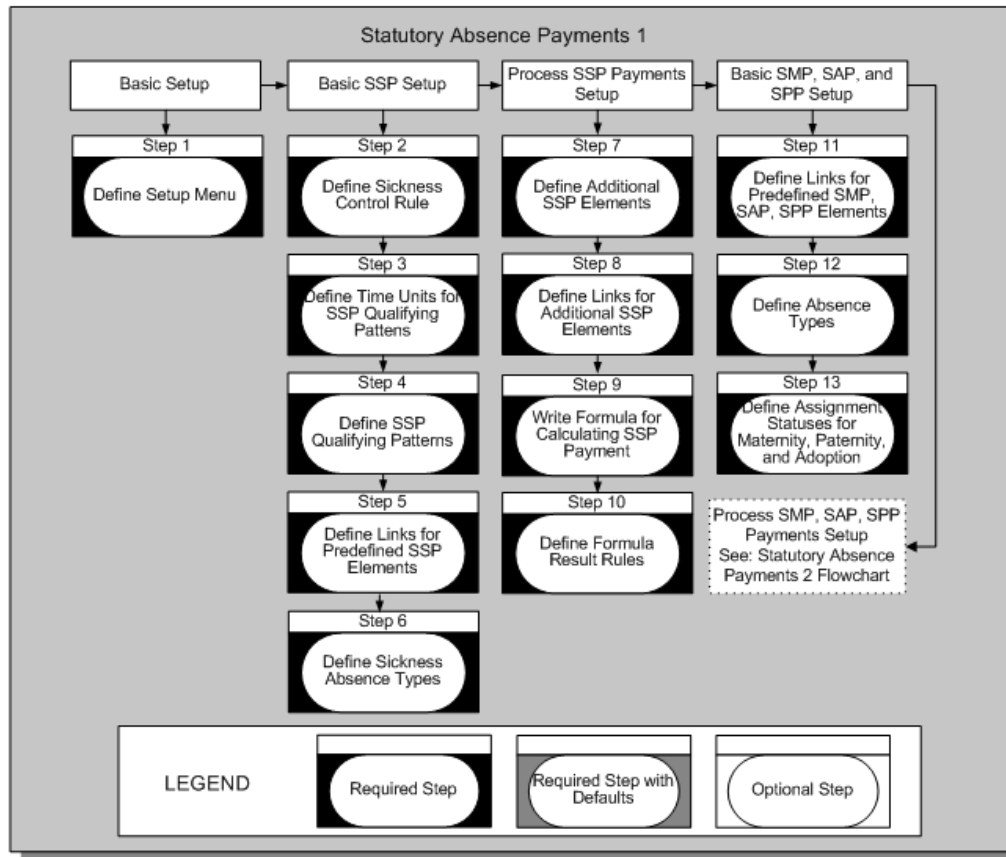 Statutory Absence Payments 1
Basic Setup
Basic SSP Setup
Process SSP Payments
Setup
Basic SMP, SAP, and
SPP Setup
Step 1
Define Setup Menu
Step 2
Define Sickness
Control Rule
Step 3
Define Time Units for
SSP Qualifying
Pattens
Step 4
Define SSP
Qualifying Patterns
Step 5
Define Links for
Predefined SSP
Elements
Step 6
Define Sickness
Absence Types
Step 7
Define Additional
SSP Elements
Step 8
Define Links for
Additional SSP
Elements
Step 9
Write Formula for
Calculating SSP
Payment
Step 10
Define Formula
Result Rules
Step 11
Define Links for
Predefined SMP,
SAP, SPP Elements
Step 12
Define Absence
Types
Step 13
Define Assignment
Statuses for
Maternity, Paternity,
and Adoption
Process SMP, SAP, SPP
Payments Setup
See: Statutory Absence
Payments 2 Flowchart
LEGEND
Required Step
Required Step with
Defaults
Optional Step